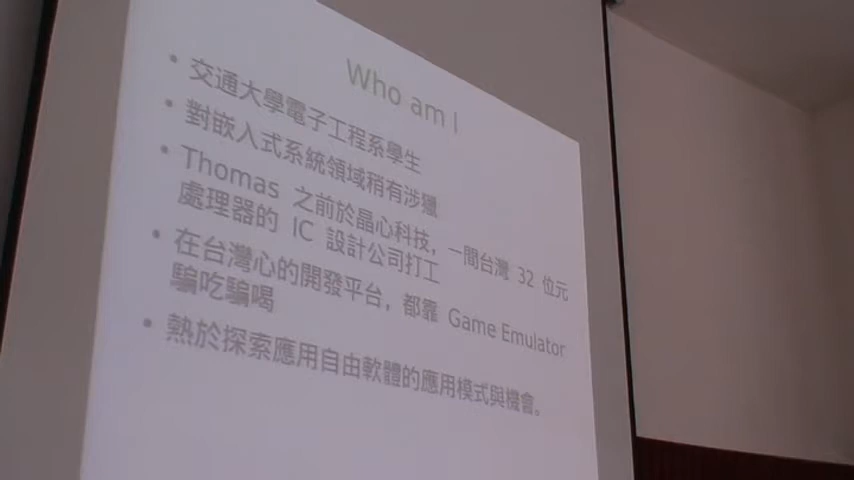 Who am I
• 交通大學電子工程系學生
• 對嵌入式系統領域稍有涉獵
• Thomas 之前於晶心科技，一間台灣 32 位元
處理器的 IC 設計公司打工
• 在台灣心的開發平台，都靠 Game Emulator
騙吃騙喝
• 熱於探索應用自由軟體的應用模式與機會。